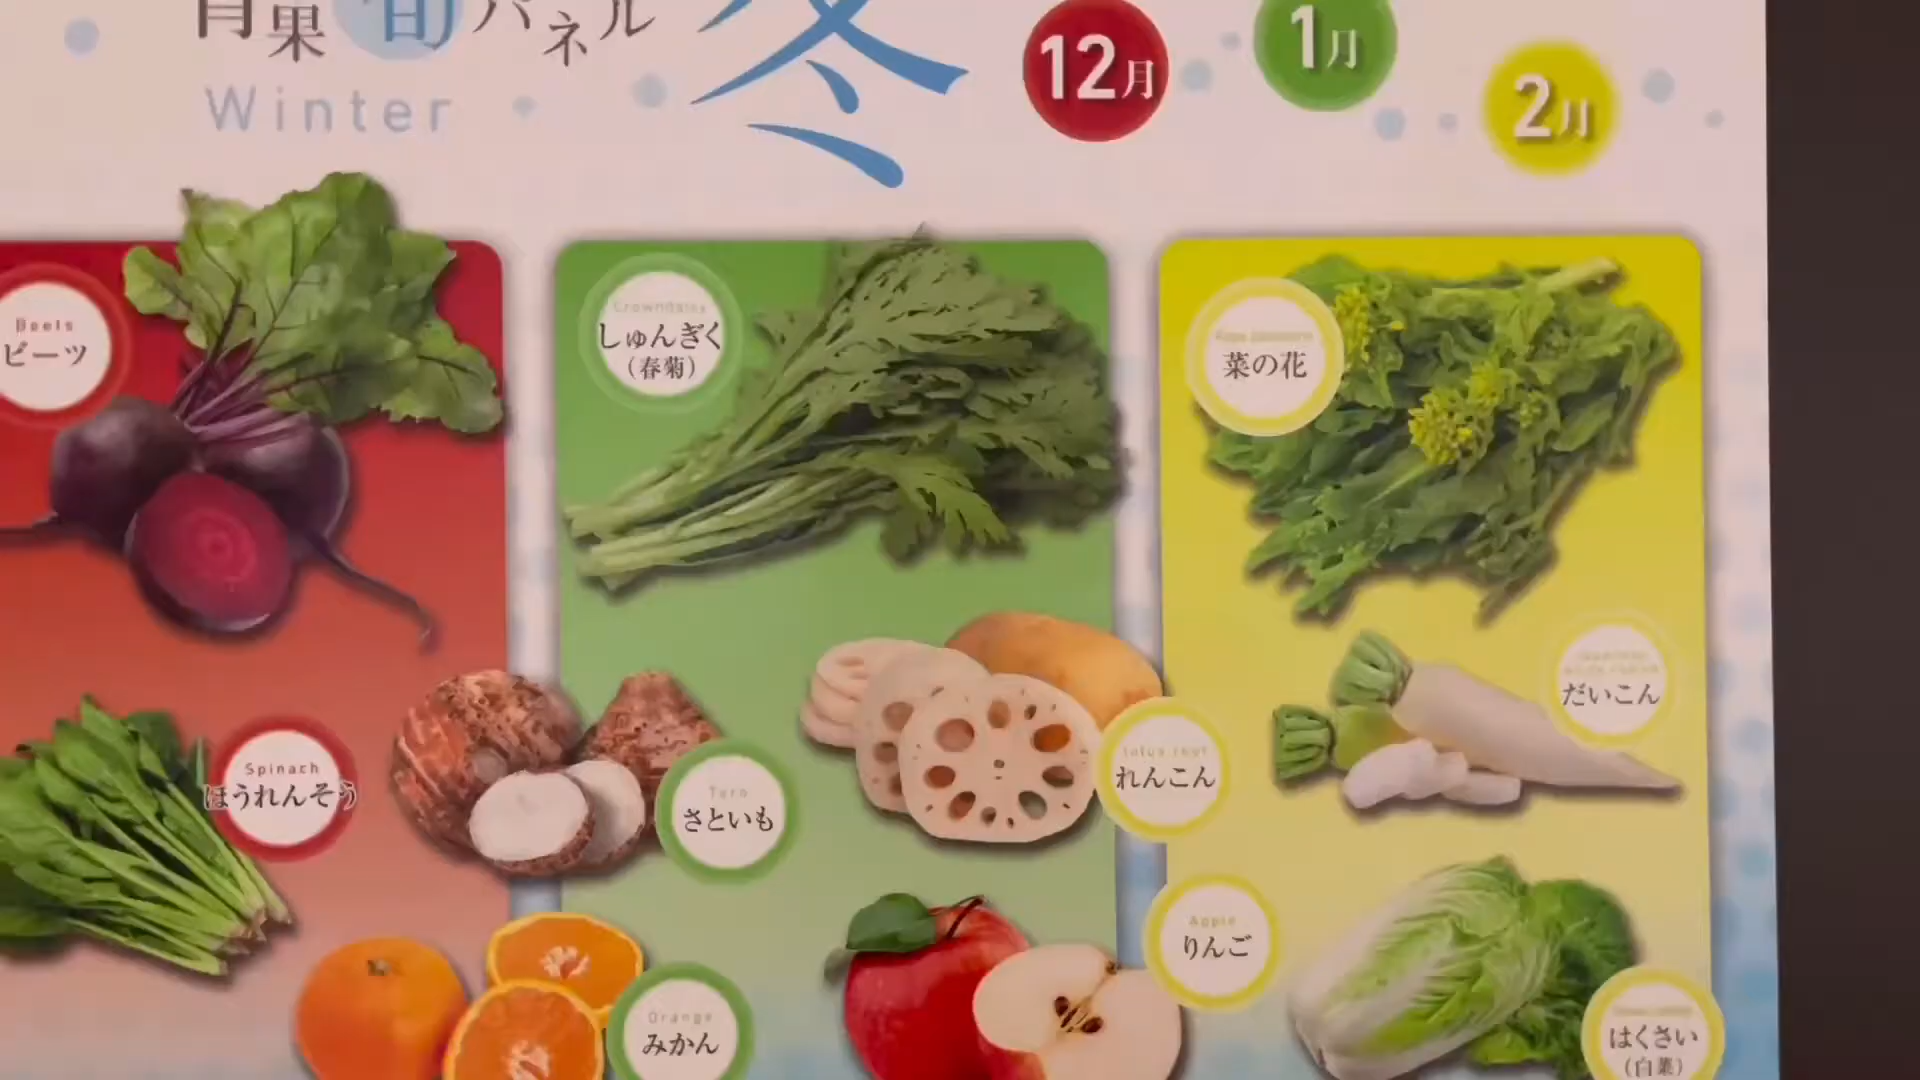 青果旬パネル
Winter
冬
12月
1月
2月
Beets
ビーツ
Crowndaisy
しゅんぎく
(春菊)
菜の花
だいこん
Spinach
ほうれんそう
Taro
さといも
Lotus root
れんこん
Apple
りんご
Orange
みかん
はくさい
(白菜)